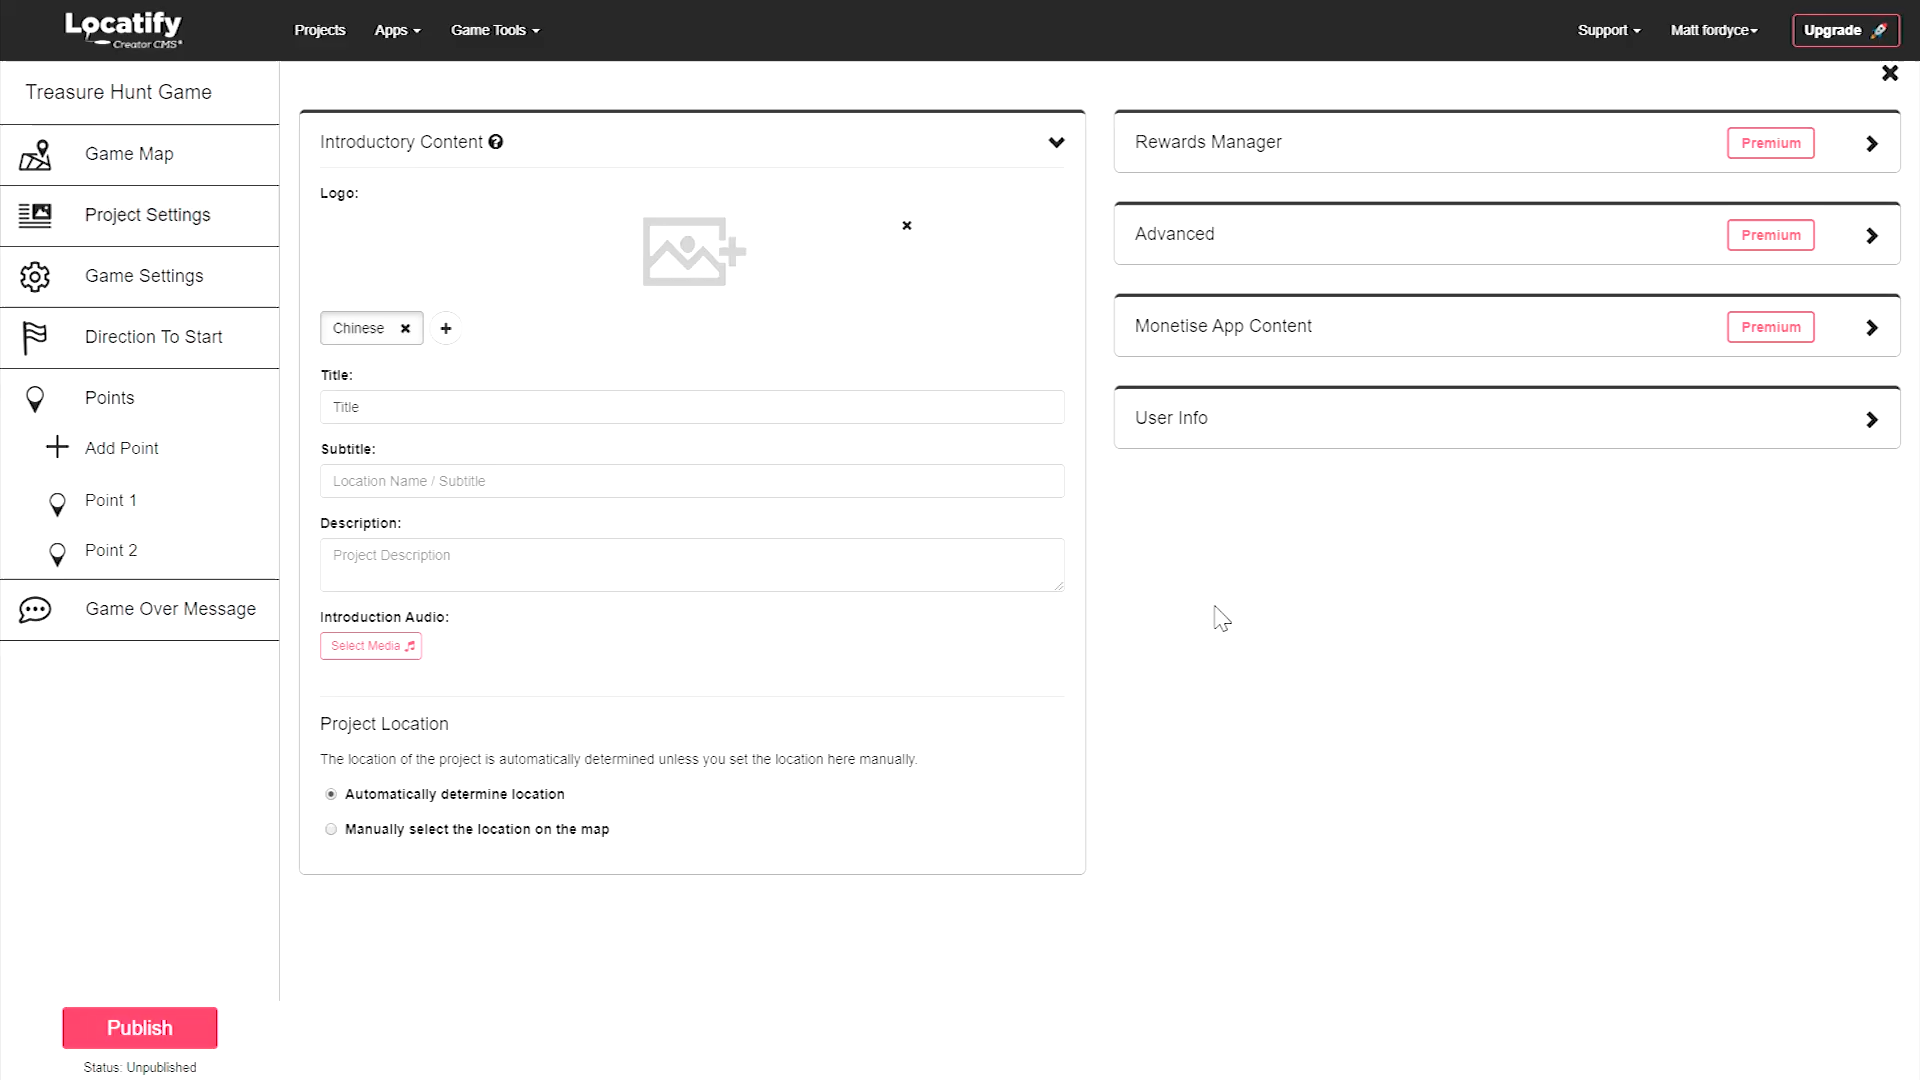 Locatify
Creator CMS®
Projects
Apps
Game Tools
Support
Matt fordyce
Upgrade
Treasure Hunt Game
Game Map
Project Settings
Game Settings
Direction To Start
Points
Add Point
Point 1
Point 2
Game Over Message
Publish
Status: Unpublished
Introductory Content
Logo:
Chinese
Title:
Title
Subtitle:
Location Name / Subtitle
Description:
Project Description
Introduction Audio:
Select Media
Project Location
The location of the project is automatically determined unless you set the location here manually.
Automatically determine location
Manually select the location on the map
Rewards Manager
Premium
Advanced
Premium
Monetise App Content
Premium
User Info